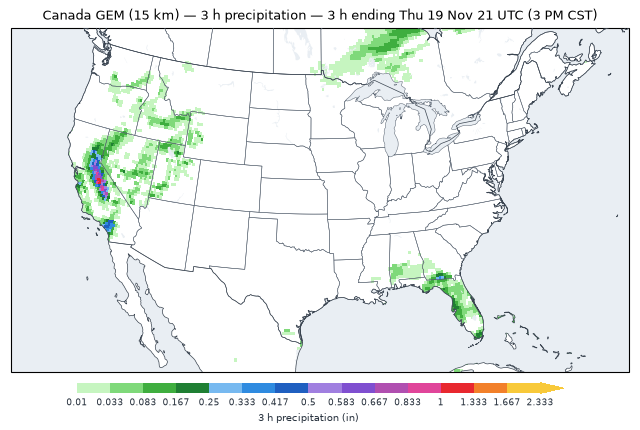 Canada GEM (15 km) — 3 h precipitation — 3 h ending Thu 19 Nov 21 UTC (3 PM CST)
0.01 0.033 0.083 0.167 0.25 0.333 0.417 0.5 0.583 0.667 0.833 1 1.333 1.667 2.333
3 h precipitation (in)